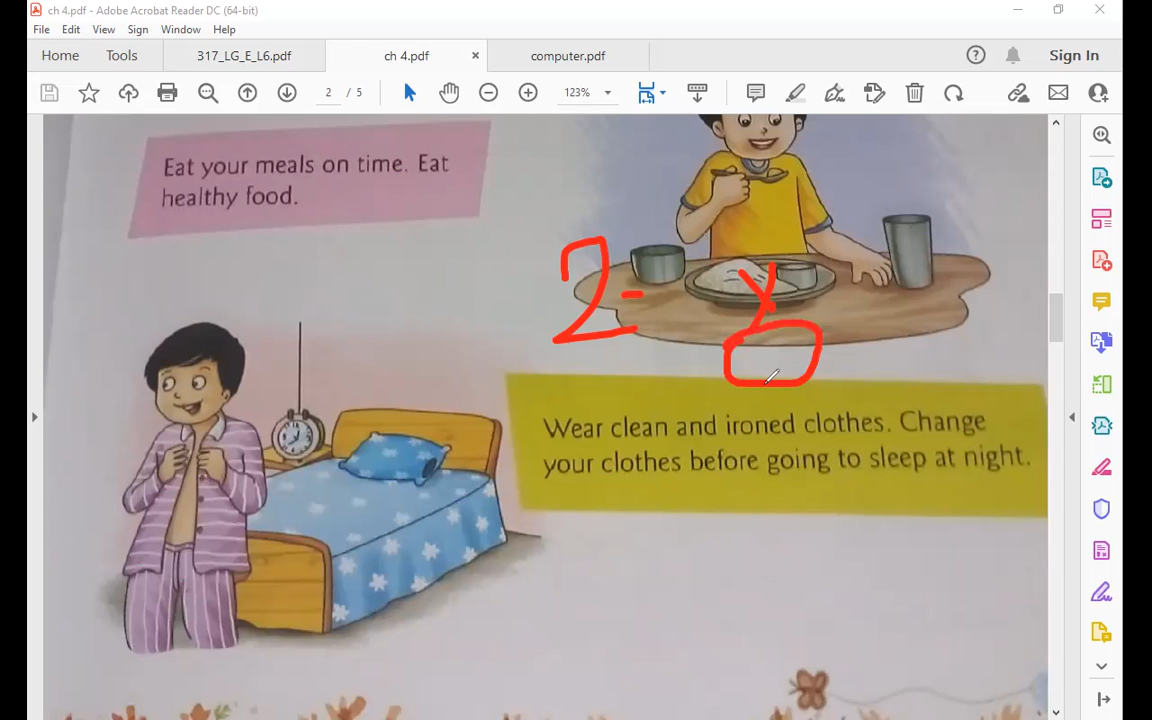 ch 4.pdf - Adobe Acrobat Reader DC (64-bit)
File Edit View Sign Window Help
Home Tools 317_LG_E_L6.pdf ch 4.pdf × computer.pdf Sign In
2 / 5 123%
Eat your meals on time. Eat
healthy food.
2 =
Wear clean and ironed clothes. Change
your clothes before going to sleep at night.